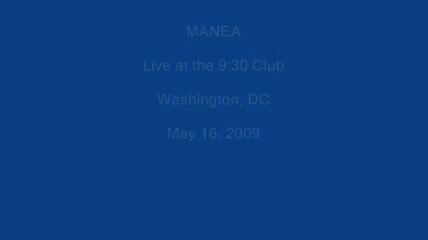 MANEA
Live at the 9:30 Club
Washington, DC
May 16, 2009